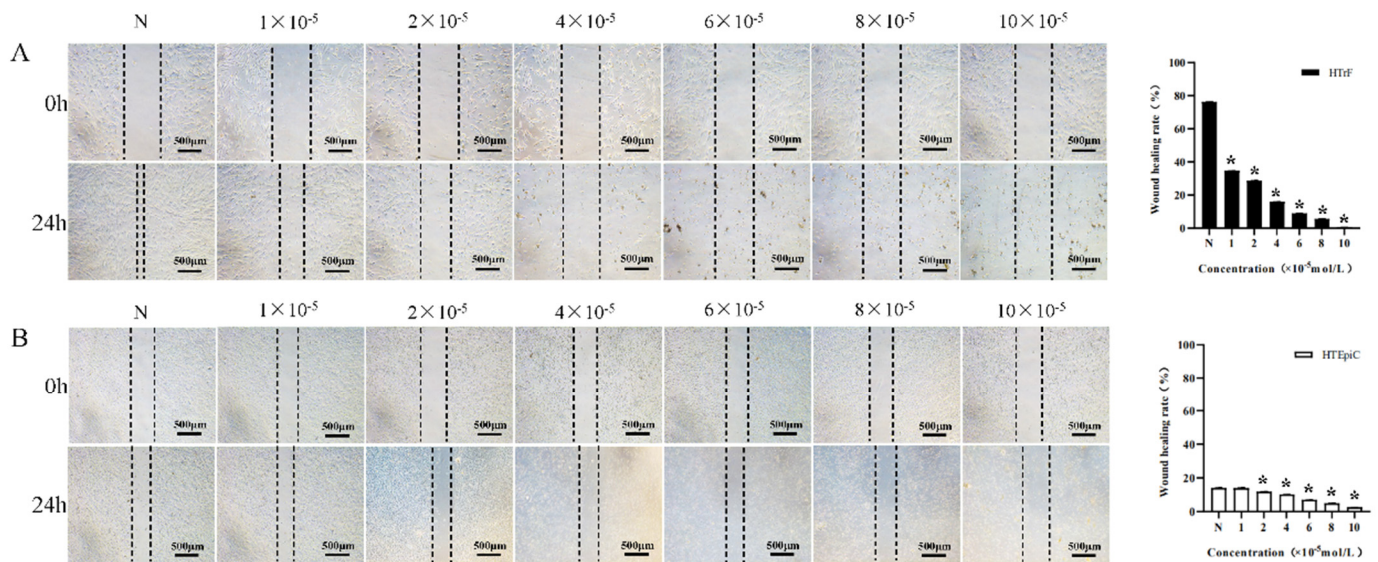 N 1×10-5 2×10-5 4×10-5 6×10-5 8×10-5 10×10-5
A
0h 500μm 500μm 500μm 500μm 500μm 500μm 500μm
24h 500μm 500μm 500μm 500μm 500μm 500μm 500μm
Wound healing rate（%）
HTrF
100
80
60
40
20
0
* * * * * *
N 1 2 4 6 8 10
Concentration（×10-5mol/L）
N 1×10-5 2×10-5 4×10-5 6×10-5 8×10-5 10×10-5
B
0h 500μm 500μm 500μm 500μm 500μm 500μm 500μm
24h 500μm 500μm 500μm 500μm 500μm 500μm 500μm
Wound healing rate（%）
HTEpiC
100
80
60
40
20
0
* * * * *
N 1 2 4 6 8 10
Concentration（×10-5mol/L）